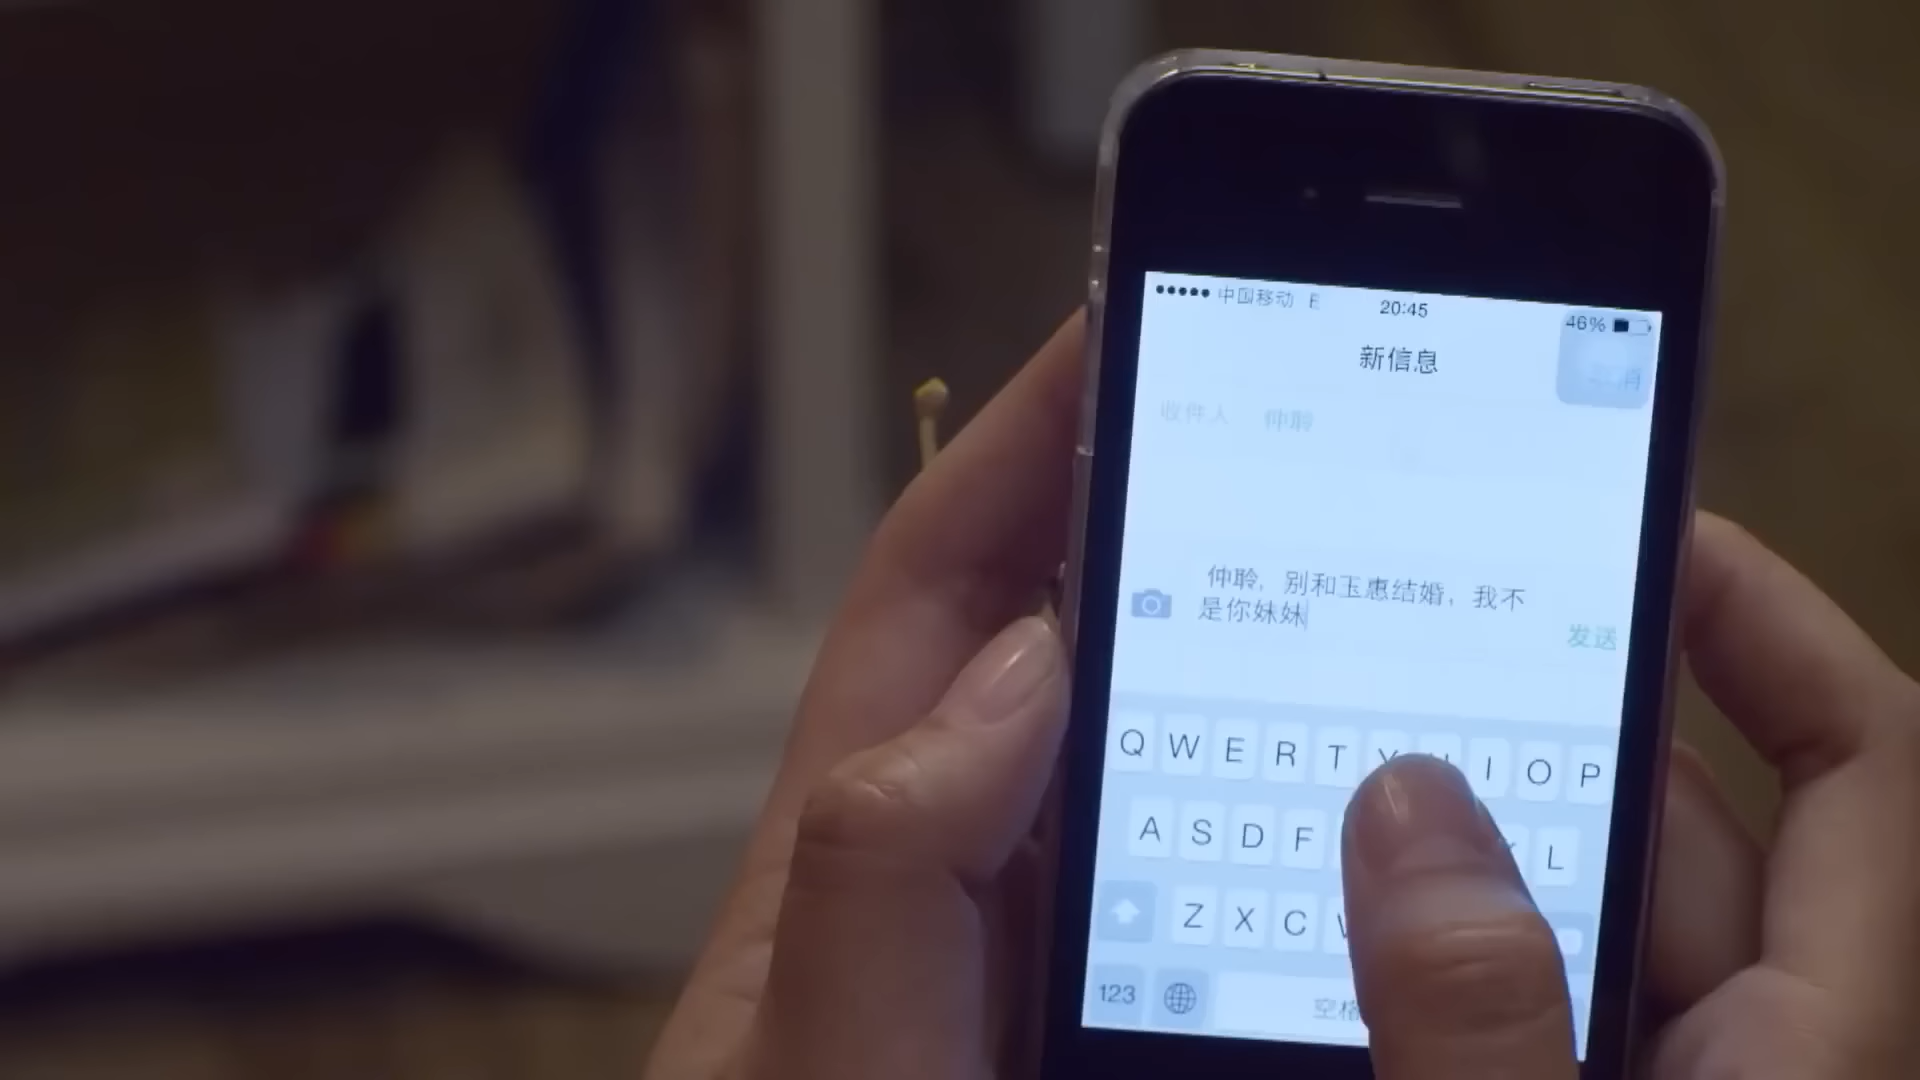 中国移动 E 20:45 46%
新信息
收件人 仲聆
仲聆，别和玉惠结婚，我不
是你妹妹
发送
Q W E R T Y U I O P
A S D F L
Z X C
123 空格